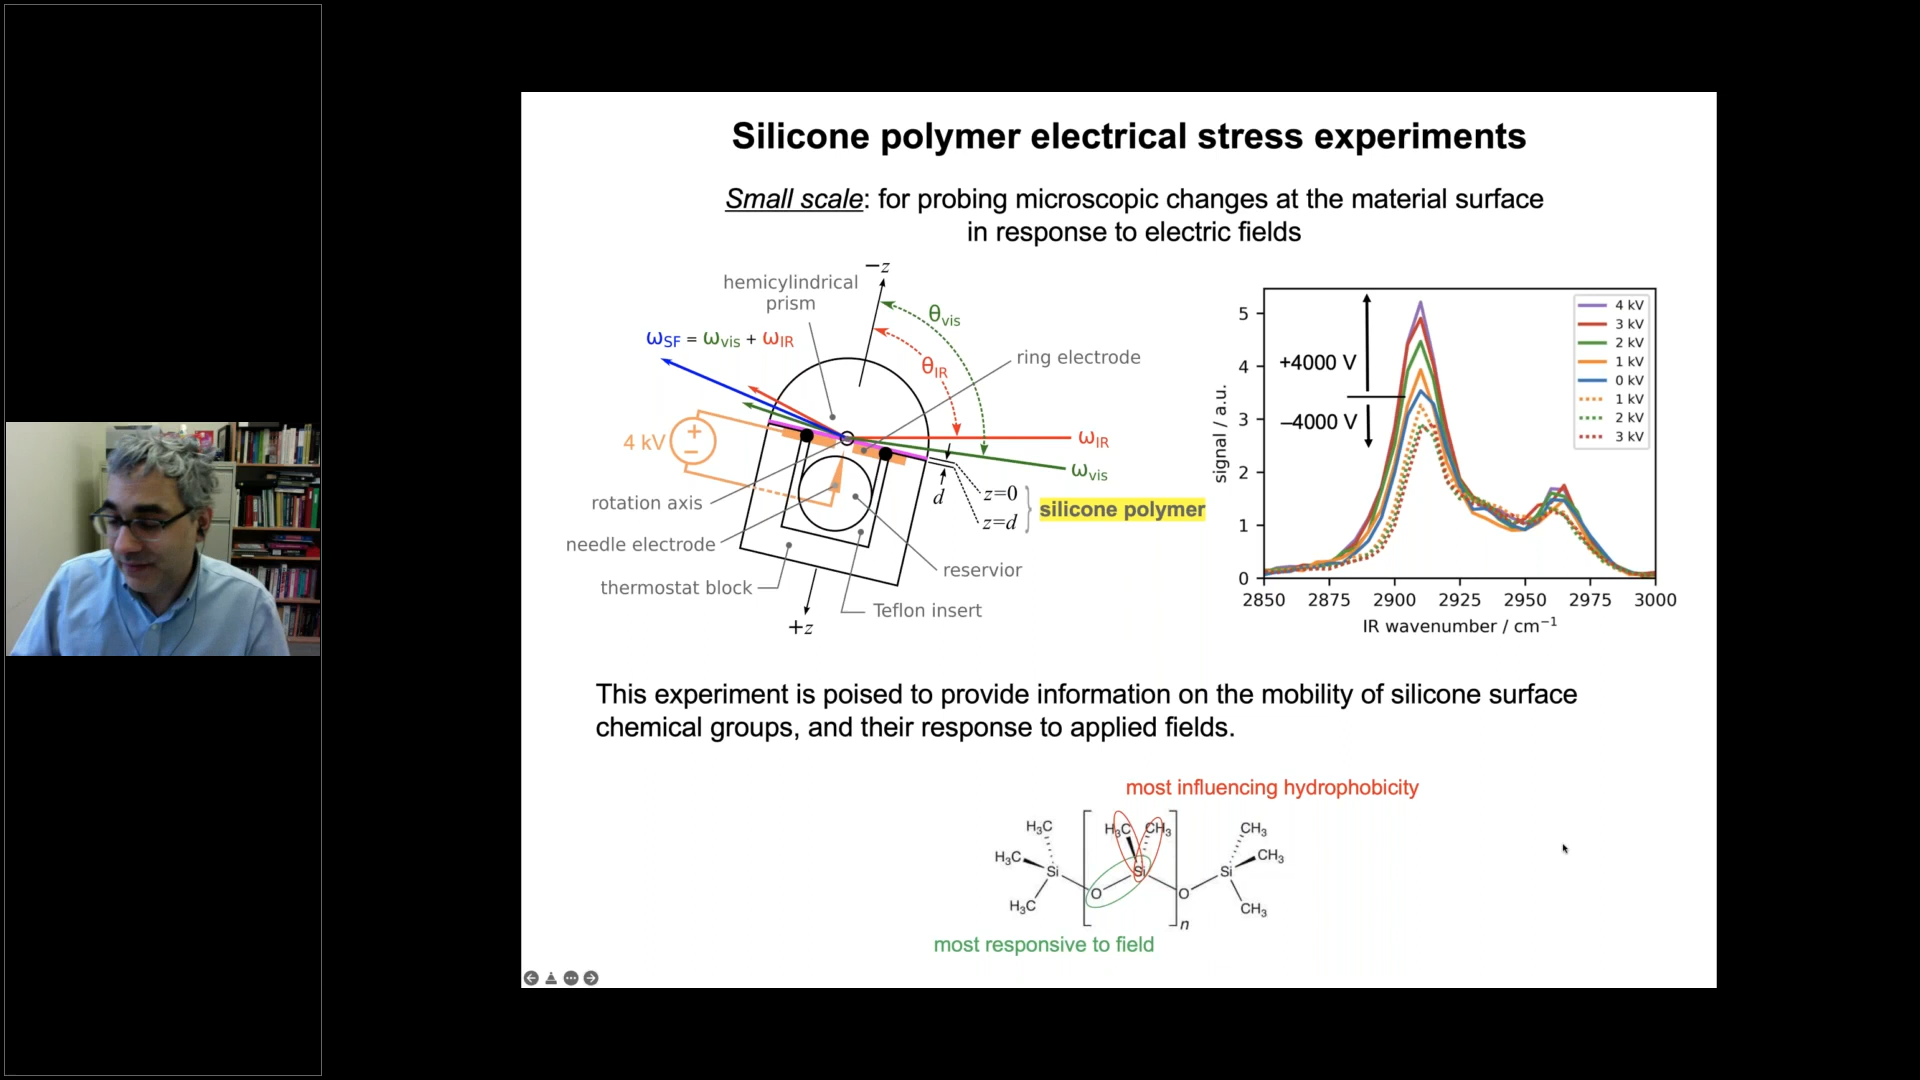 Silicone polymer electrical stress experiments
Small scale: for probing microscopic changes at the material surface
in response to electric fields
−z
hemicylindrical
prism
θvis
ωSF = ωvis + ωIR
θIR
ring electrode
4 kV
+
−
ωIR
ωvis
rotation axis
d
z=0
z=d
silicone polymer
needle electrode
reservior
thermostat block
Teflon insert
+z
signal / a.u.
5
4
3
2
1
0
+4000 V
−4000 V
4 kV
3 kV
2 kV
1 kV
0 kV
1 kV
2 kV
3 kV
2850 2875 2900 2925 2950 2975 3000
IR wavenumber / cm⁻¹
This experiment is poised to provide information on the mobility of silicone surface
chemical groups, and their response to applied fields.
most influencing hydrophobicity
H₃C H₃C CH₃ CH₃
H₃C CH₃
Si Si Si
O O
H₃C CH₃
n
most responsive to field